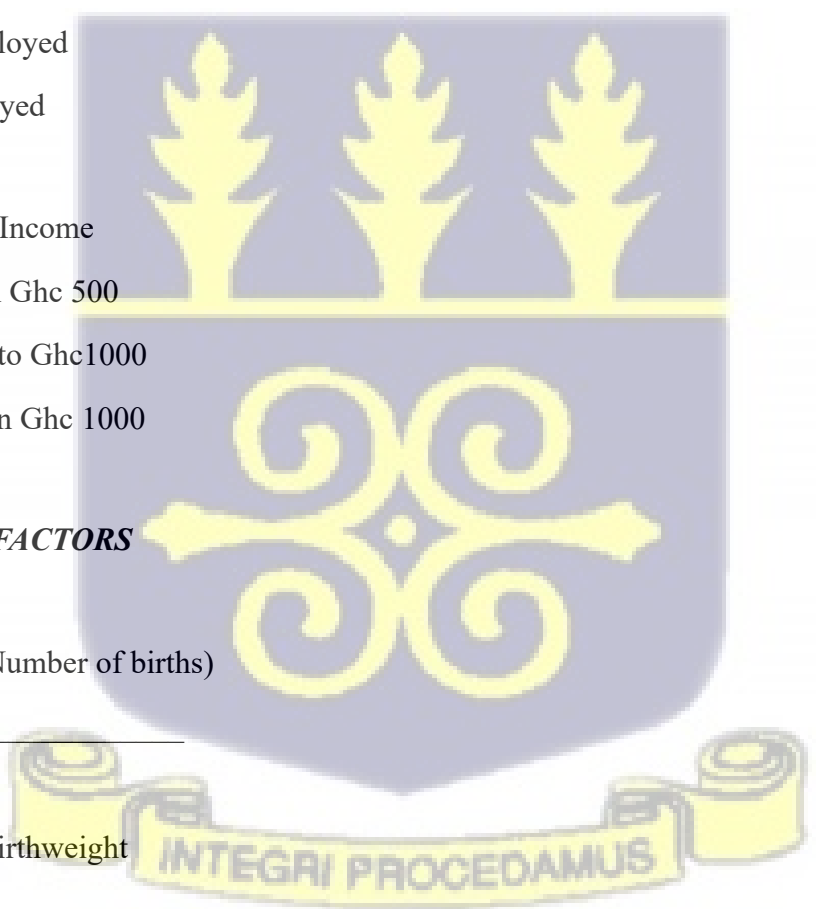 loyed
yed
Income
Ghc 500
to Ghc1000
n Ghc 1000
FACTORS
Number of births)
irthweight
INTEGRI PROCEDAMUS